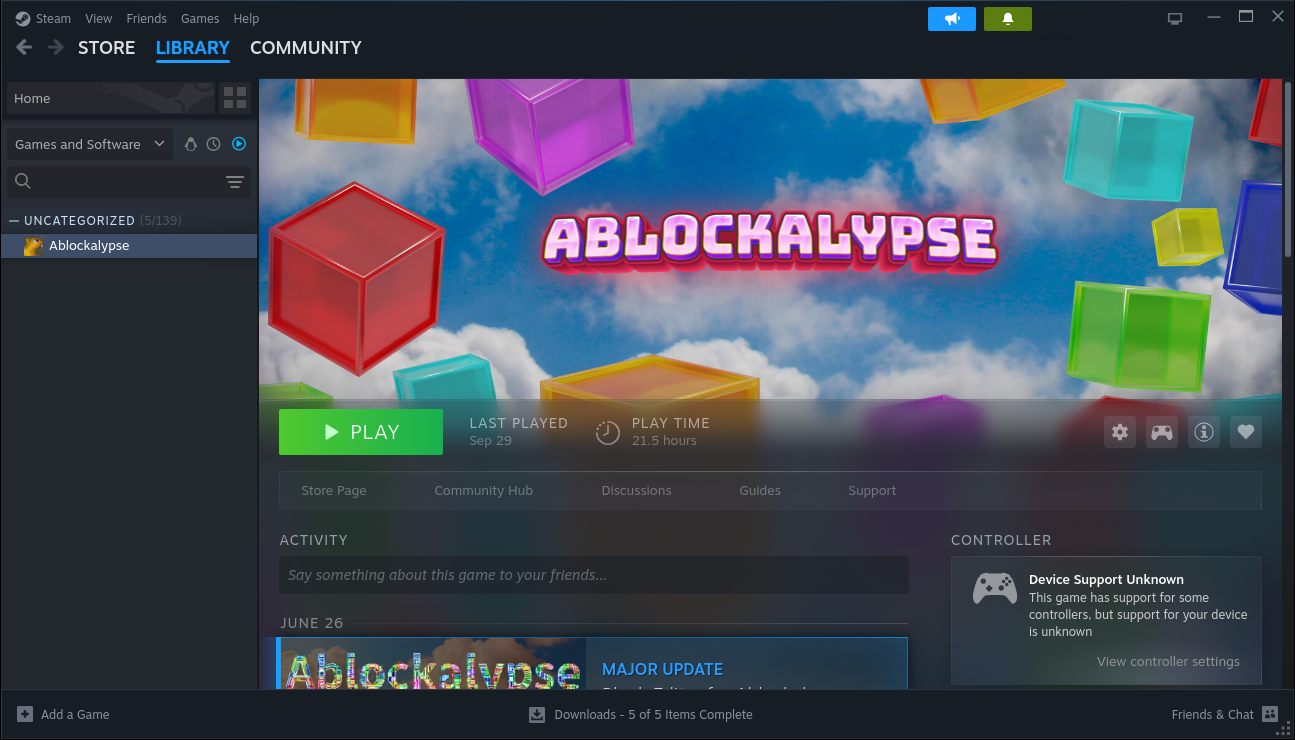 Steam View Friends Games Help
STORE LIBRARY COMMUNITY
Home
Games and Software
UNCATEGORIZED (5/139)
Ablockalypse
ABLOCKALYPSE
PLAY
LAST PLAYED
Sep 29
PLAY TIME
21.5 hours
Store Page Community Hub Discussions Guides Support
ACTIVITY
Say something about this game to your friends...
JUNE 26
Ablockalypse
MAJOR UPDATE
CONTROLLER
Device Support Unknown
This game has support for some
controllers, but support for your device
is unknown
View controller settings
Add a Game
Downloads - 5 of 5 Items Complete
Friends & Chat